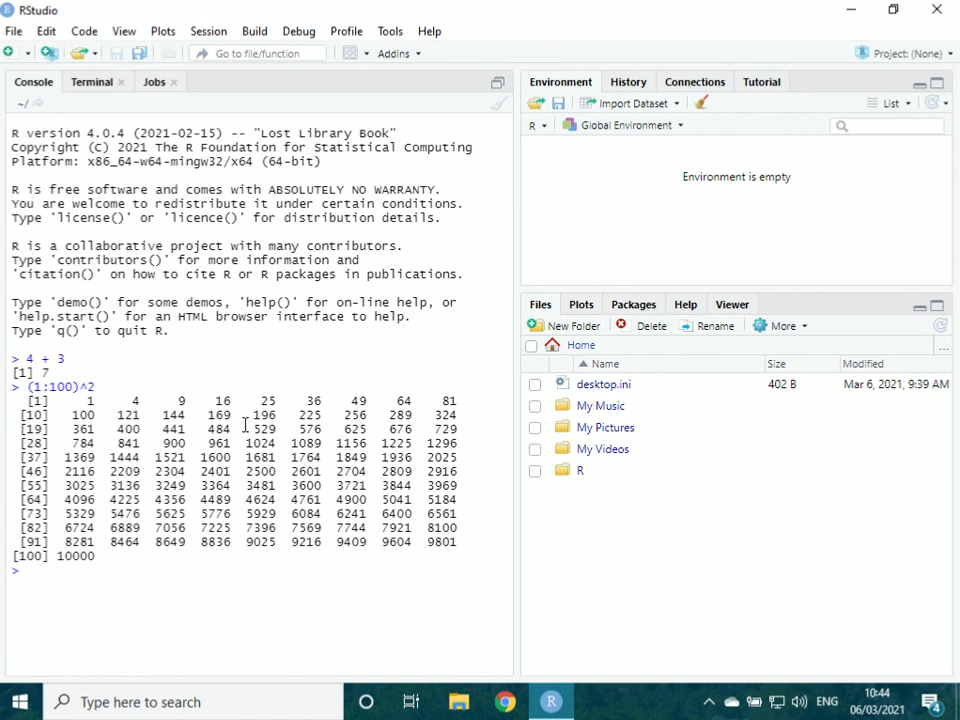 RStudio
File Edit Code View Plots Session Build Debug Profile Tools Help
Go to file/function Addins Project: (None)
Console Terminal Jobs
~/
R version 4.0.4 (2021-02-15) -- "Lost Library Book"
Copyright (C) 2021 The R Foundation for Statistical Computing
Platform: x86_64-w64-mingw32/x64 (64-bit)
R is free software and comes with ABSOLUTELY NO WARRANTY.
You are welcome to redistribute it under certain conditions.
Type 'license()' or 'licence()' for distribution details.
R is a collaborative project with many contributors.
Type 'contributors()' for more information and
'citation()' on how to cite R or R packages in publications.
Type 'demo()' for some demos, 'help()' for on-line help, or
'help.start()' for an HTML browser interface to help.
Type 'q()' to quit R.
> 4 + 3
[1] 7
> (1:100)^2
[1] 1 4 9 16 25 36 49 64 81
[10] 100 121 144 169 196 225 256 289 324
[19] 361 400 441 484 529 576 625 676 729
[28] 784 841 900 961 1024 1089 1156 1225 1296
[37] 1369 1444 1521 1600 1681 1764 1849 1936 2025
[46] 2116 2209 2304 2401 2500 2601 2704 2809 2916
[55] 3025 3136 3249 3364 3481 3600 3721 3844 3969
[64] 4096 4225 4356 4489 4624 4761 4900 5041 5184
[73] 5329 5476 5625 5776 5929 6084 6241 6400 6561
[82] 6724 6889 7056 7225 7396 7569 7744 7921 8100
[91] 8281 8464 8649 8836 9025 9216 9409 9604 9801
[100] 10000
>
Environment History Connections Tutorial
Import Dataset List
R Global Environment
Environment is empty
Files Plots Packages Help Viewer
New Folder Delete Rename More
Home ...
Name Size Modified
desktop.ini 402 B Mar 6, 2021, 9:39 AM
My Music
My Pictures
My Videos
R
Type here to search
R
ENG
10:44
06/03/2021
4